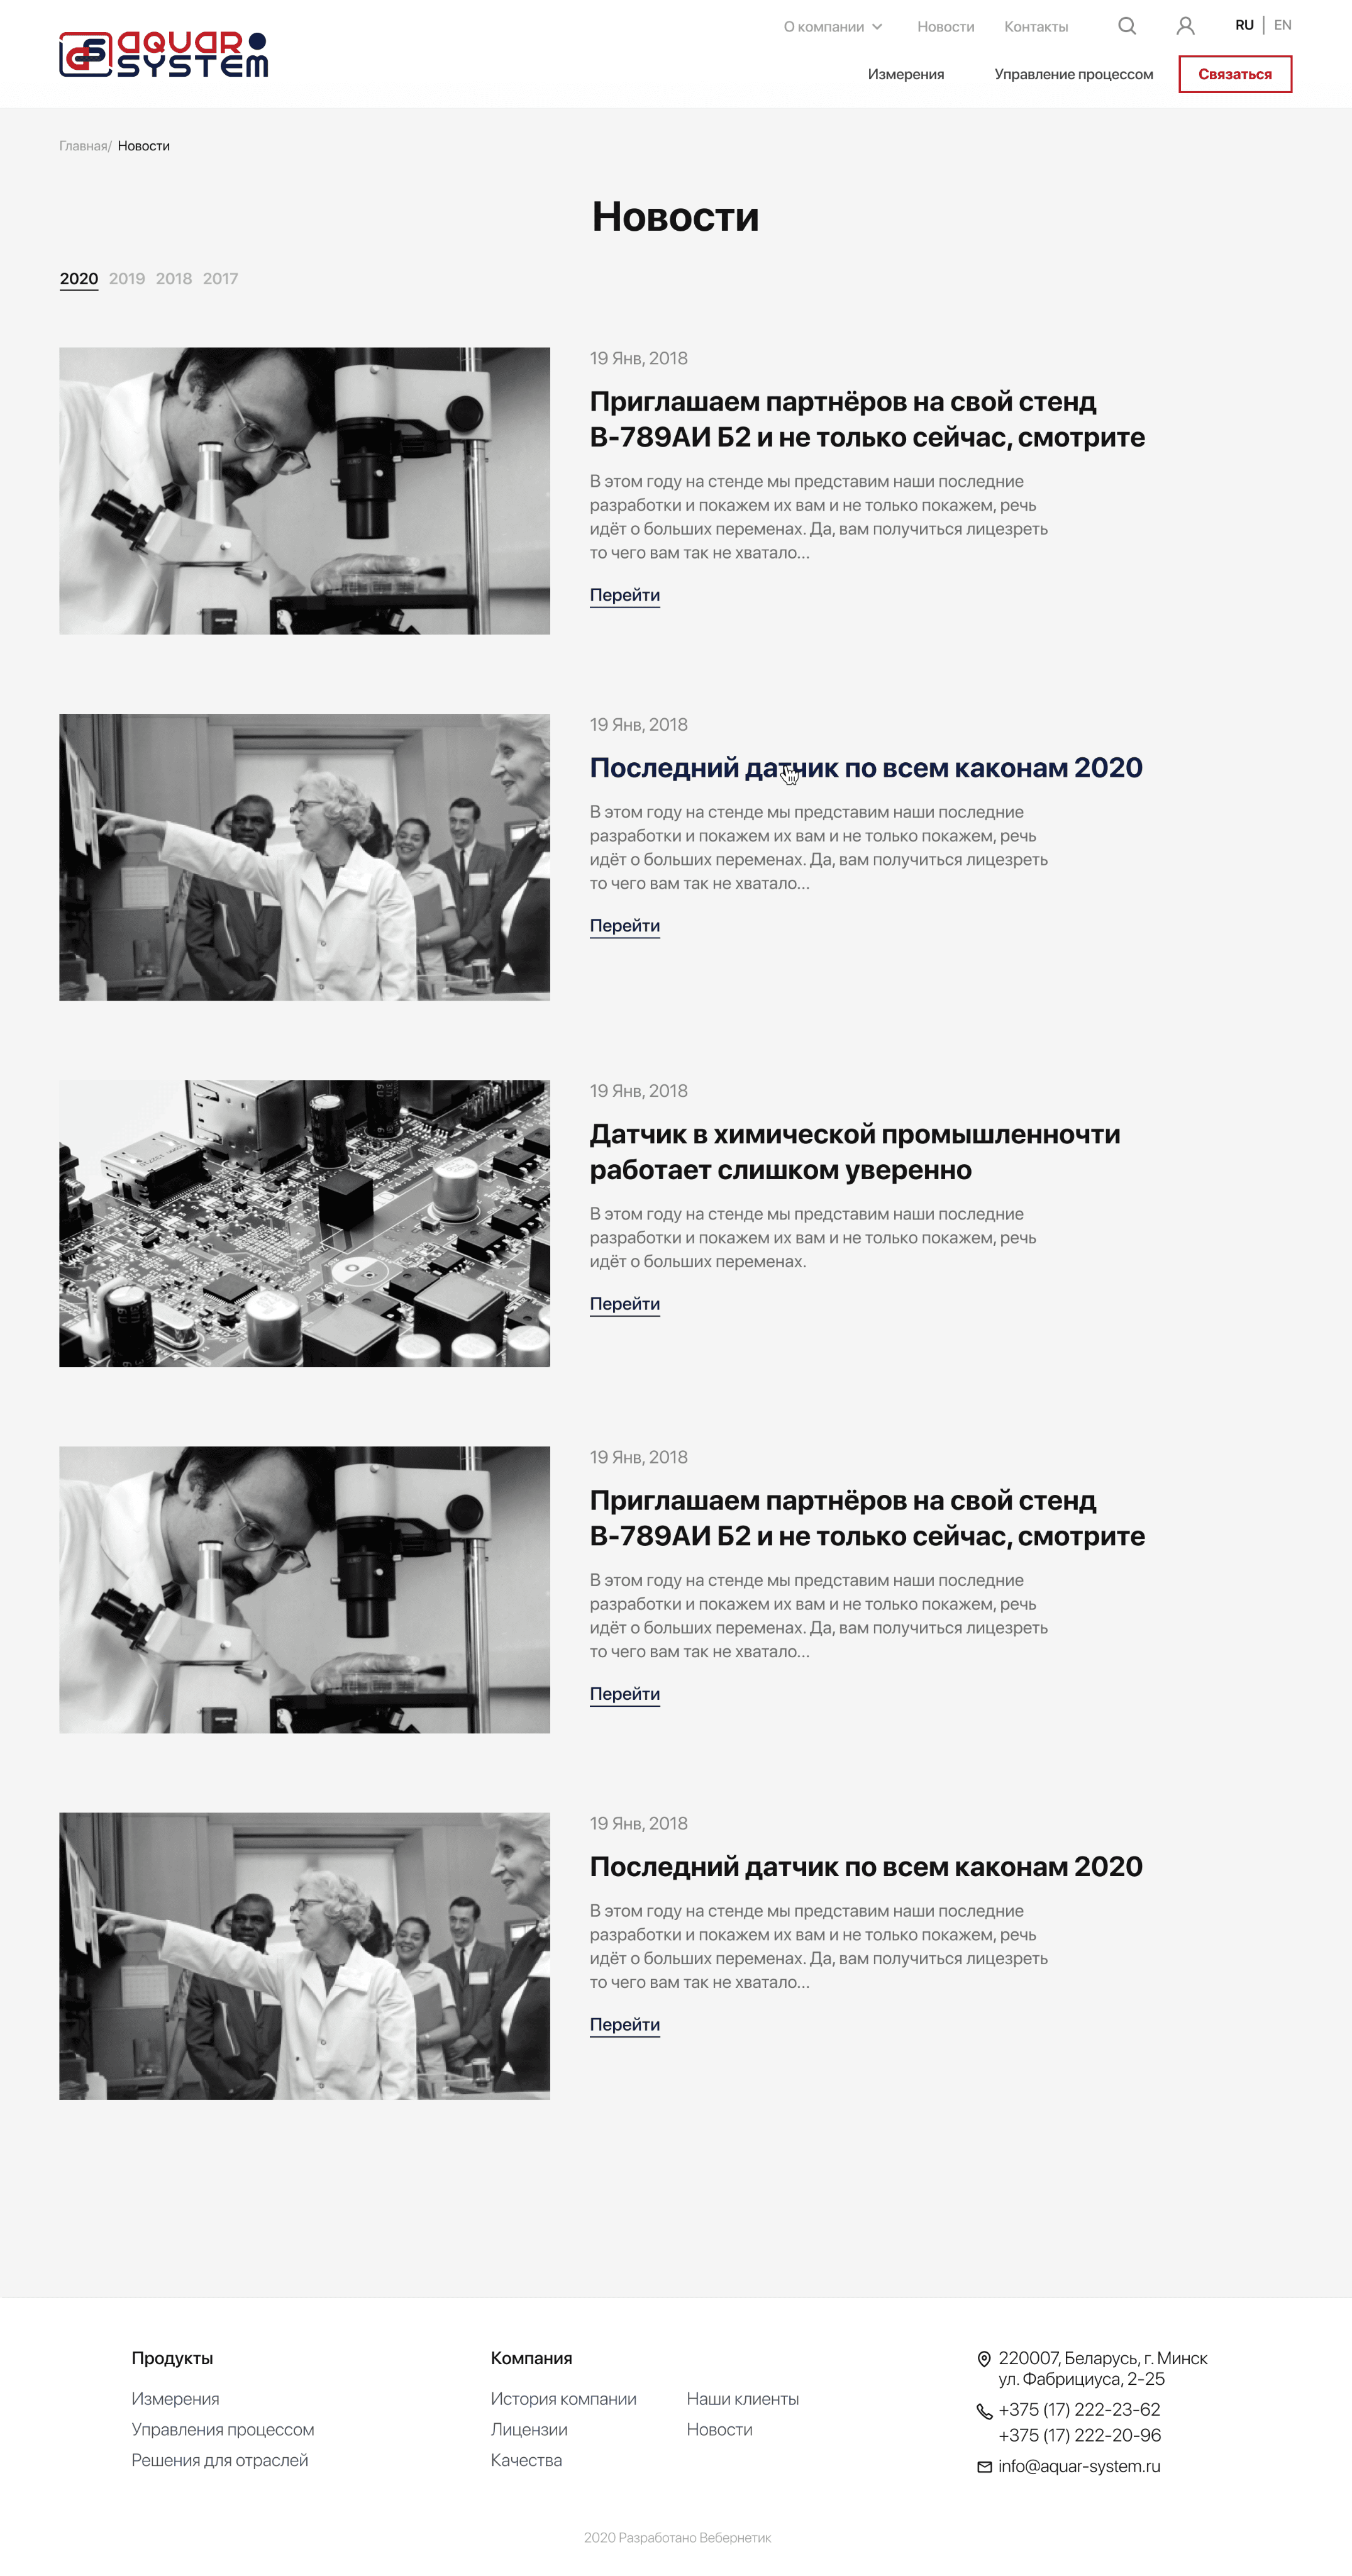 О компании
Новости
Контакты
RU | EN
aquar
system
Измерения
Управление процессом
Связаться
Главная/ Новости
Новости
2020 2019 2018 2017
19 Янв, 2018
Приглашаем партнёров на свой стенд
В-789АИ Б2 и не только сейчас, смотрите
В этом году на стенде мы представим наши последние
разработки и покажем их вам и не только покажем, речь
идёт о больших переменах. Да, вам получиться лицезреть
то чего вам так не хватало...
Перейти
19 Янв, 2018
Последний датчик по всем каконам 2020
В этом году на стенде мы представим наши последние
разработки и покажем их вам и не только покажем, речь
идёт о больших переменах. Да, вам получиться лицезреть
то чего вам так не хватало...
Перейти
19 Янв, 2018
Датчик в химической промышленночти
работает слишком уверенно
В этом году на стенде мы представим наши последние
разработки и покажем их вам и не только покажем, речь
идёт о больших переменах.
Перейти
19 Янв, 2018
Приглашаем партнёров на свой стенд
В-789АИ Б2 и не только сейчас, смотрите
В этом году на стенде мы представим наши последние
разработки и покажем их вам и не только покажем, речь
идёт о больших переменах. Да, вам получиться лицезреть
то чего вам так не хватало...
Перейти
19 Янв, 2018
Последний датчик по всем каконам 2020
В этом году на стенде мы представим наши последние
разработки и покажем их вам и не только покажем, речь
идёт о больших переменах. Да, вам получиться лицезреть
то чего вам так не хватало...
Перейти
Продукты
Измерения
Управления процессом
Решения для отраслей
Компания
История компании
Лицензии
Качества
Наши клиенты
Новости
220007, Беларусь, г. Минск
ул. Фабрициуса, 2-25
+375 (17) 222-23-62
+375 (17) 222-20-96
info@aquar-system.ru
2020 Разработано Вебернетик